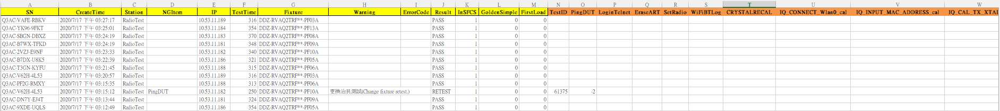 A B C D E F G H I J K L M N O P Q R S T U V W
SN CreateTime Station NGItem IP TestTime Fixture Warning ErrorCode Result InSFCS GoldenSimple FirstLoad TestID PingDUT LoginTelnet EraseART SetRadio WiFiBTLog CRYSTALRECAL IQ_CONNECT_Wlan0_cal IQ_INPUT_MAC_ADDRESS_cal IQ_CAL_TX_XTAI
Q3AC-VAFE-RBKV 2020/7/17 下午 03:27:17 RadioTest 10.53.11.189 316 DDZ-RVAQ2TRF**-PF03A PASS 1 0 0
Q3AC-YK96-9FKT 2020/7/17 下午 03:25:01 RadioTest 10.53.11.184 354 DDZ-RVAQ2TRF**-PF13A PASS 1 0 0
Q3AC-SBGN-DBXZ 2020/7/17 下午 03:24:19 RadioTest 10.53.11.183 370 DDZ-RVAQ2TRF**-PF08A PASS 1 0 0
Q3AC-B7WX-TFKD 2020/7/17 下午 03:24:19 RadioTest 10.53.11.181 348 DDZ-RVAQ2TRF**-PF09A PASS 1 0 0
Q3AC-2VZJ-E9NF 2020/7/17 下午 03:23:33 RadioTest 10.53.11.182 340 DDZ-RVAQ2TRF**-PF10A PASS 1 0 0
Q3AC-B7DX-U8K5 2020/7/17 下午 03:22:39 RadioTest 10.53.11.186 321 DDZ-RVAQ2TRF**-PF05A PASS 1 0 0
Q3AC-T3GN-KYFU 2020/7/17 下午 03:21:45 RadioTest 10.53.11.188 315 DDZ-RVAQ2TRF**-PF06A PASS 1 0 0
Q3AC-V62H-4L53 2020/7/17 下午 03:20:57 RadioTest 10.53.11.189 316 DDZ-RVAQ2TRF**-PF03A PASS 1 0 0
Q3AC-PF2G-RMXY 2020/7/17 下午 03:15:35 RadioTest 10.53.11.188 313 DDZ-RVAQ2TRF**-PF06A PASS 1 0 0
Q3AC-V62H-4L53 2020/7/17 下午 03:15:12 RadioTest PingDUT 10.53.11.182 250 DDZ-RVAQ2TRF**-PF10A 更換治具測試(Change fixture retest.) RETEST 1 0 0 61375 -2
Q3AC-DN7Y-EJ4T 2020/7/17 下午 03:13:44 RadioTest 10.53.11.181 324 DDZ-RVAQ2TRF**-PF09A PASS 1 0 0
Q3AC-9XDE-UQLS 2020/7/17 下午 03:12:49 RadioTest 10.53.11.186 354 DDZ-RVAQ2TRF**-PF05A PASS 1 0 0